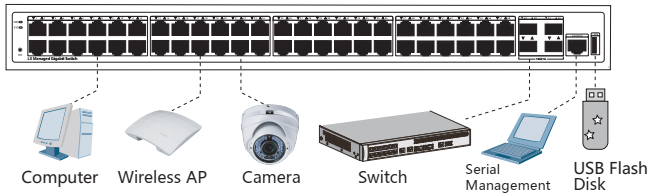 L3 Managed Gigabit Switch
Computer
Wireless AP
Camera
Switch
Serial
Management
USB Flash
Disk